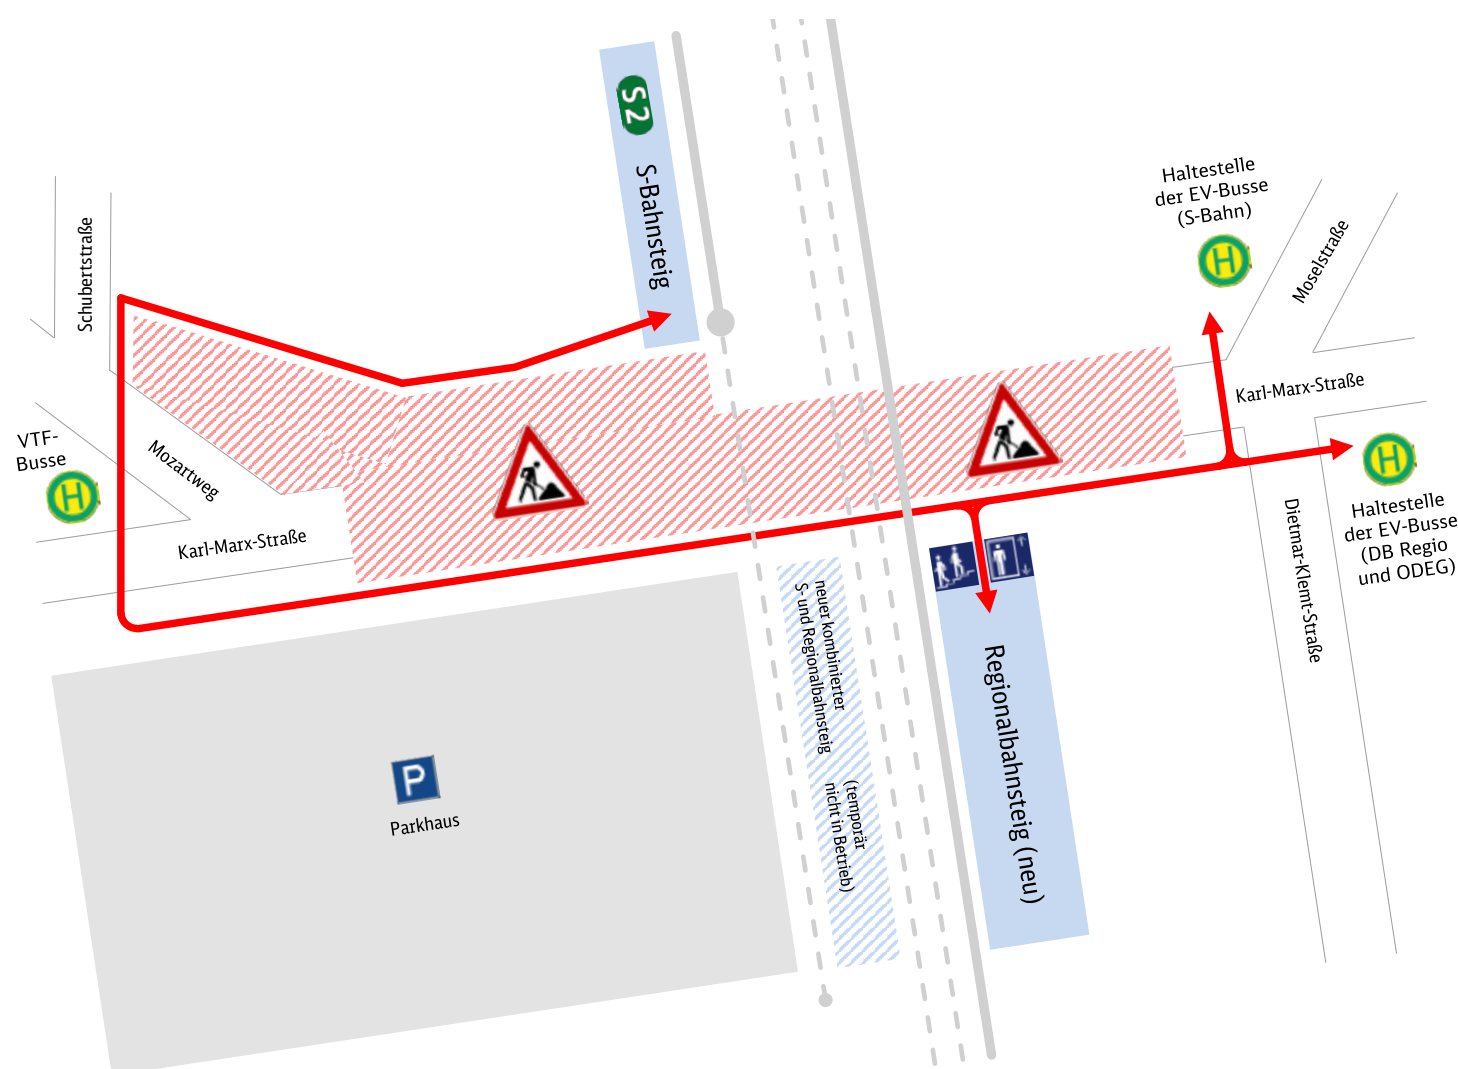 S2
S-Bahnsteig
Haltestelle
der EV-Busse
(S-Bahn)
H
Moselstraße
Schubertstraße
Karl-Marx-Straße
VTF-
Busse
H
Mozartweg
Karl-Marx-Straße
H
Haltestelle
der EV-Busse
(DB Regio
und ODEG)
Dietmar-Klemt-Straße
neuer kombinierter
S- und Regionalbahnsteig
(temporär
nicht in Betrieb)
Regionalbahnsteig (neu)
P
Parkhaus